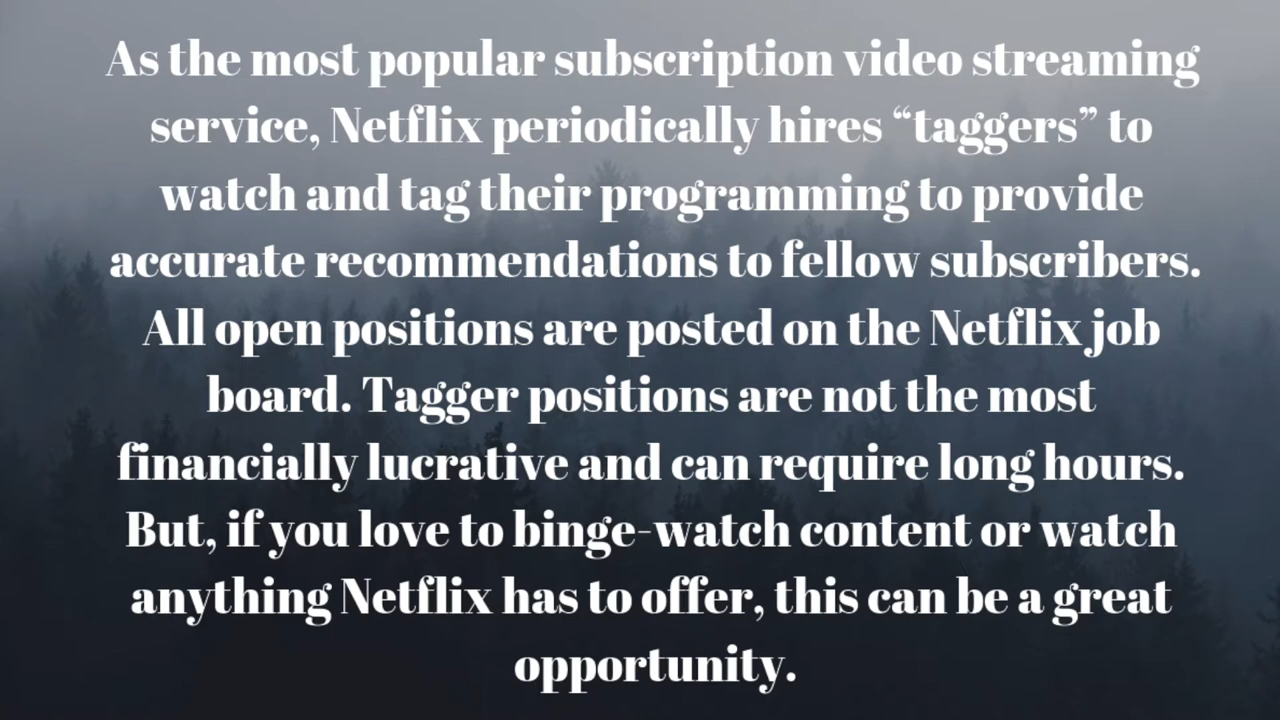 As the most popular subscription video streaming
service, Netflix periodically hires “taggers” to
watch and tag their programming to provide
accurate recommendations to fellow subscribers.
All open positions are posted on the Netflix job
board. Tagger positions are not the most
financially lucrative and can require long hours.
But, if you love to binge-watch content or watch
anything Netflix has to offer, this can be a great
opportunity.